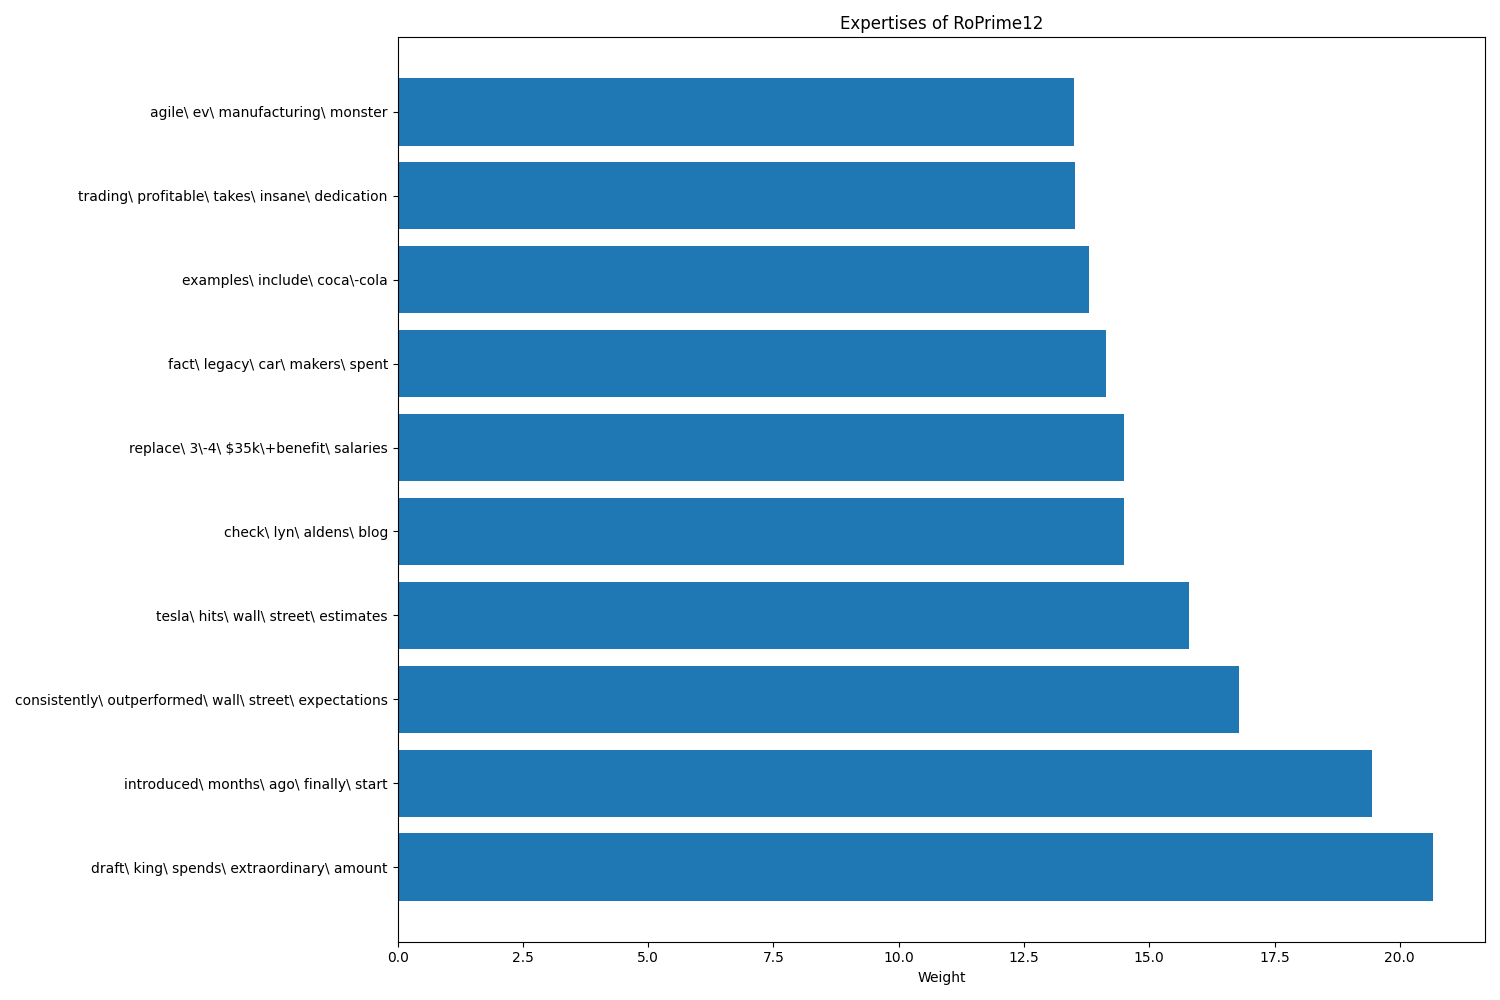 Expertises of RoPrime12
agile\ ev\ manufacturing\ monster
trading\ profitable\ takes\ insane\ dedication
examples\ include\ coca\-cola
fact\ legacy\ car\ makers\ spent
replace\ 3\-4\ $35k\+benefit\ salaries
check\ lyn\ aldens\ blog
tesla\ hits\ wall\ street\ estimates
consistently\ outperformed\ wall\ street\ expectations
introduced\ months\ ago\ finally\ start
draft\ king\ spends\ extraordinary\ amount
0.0 2.5 5.0 7.5 10.0 12.5 15.0 17.5 20.0
Weight